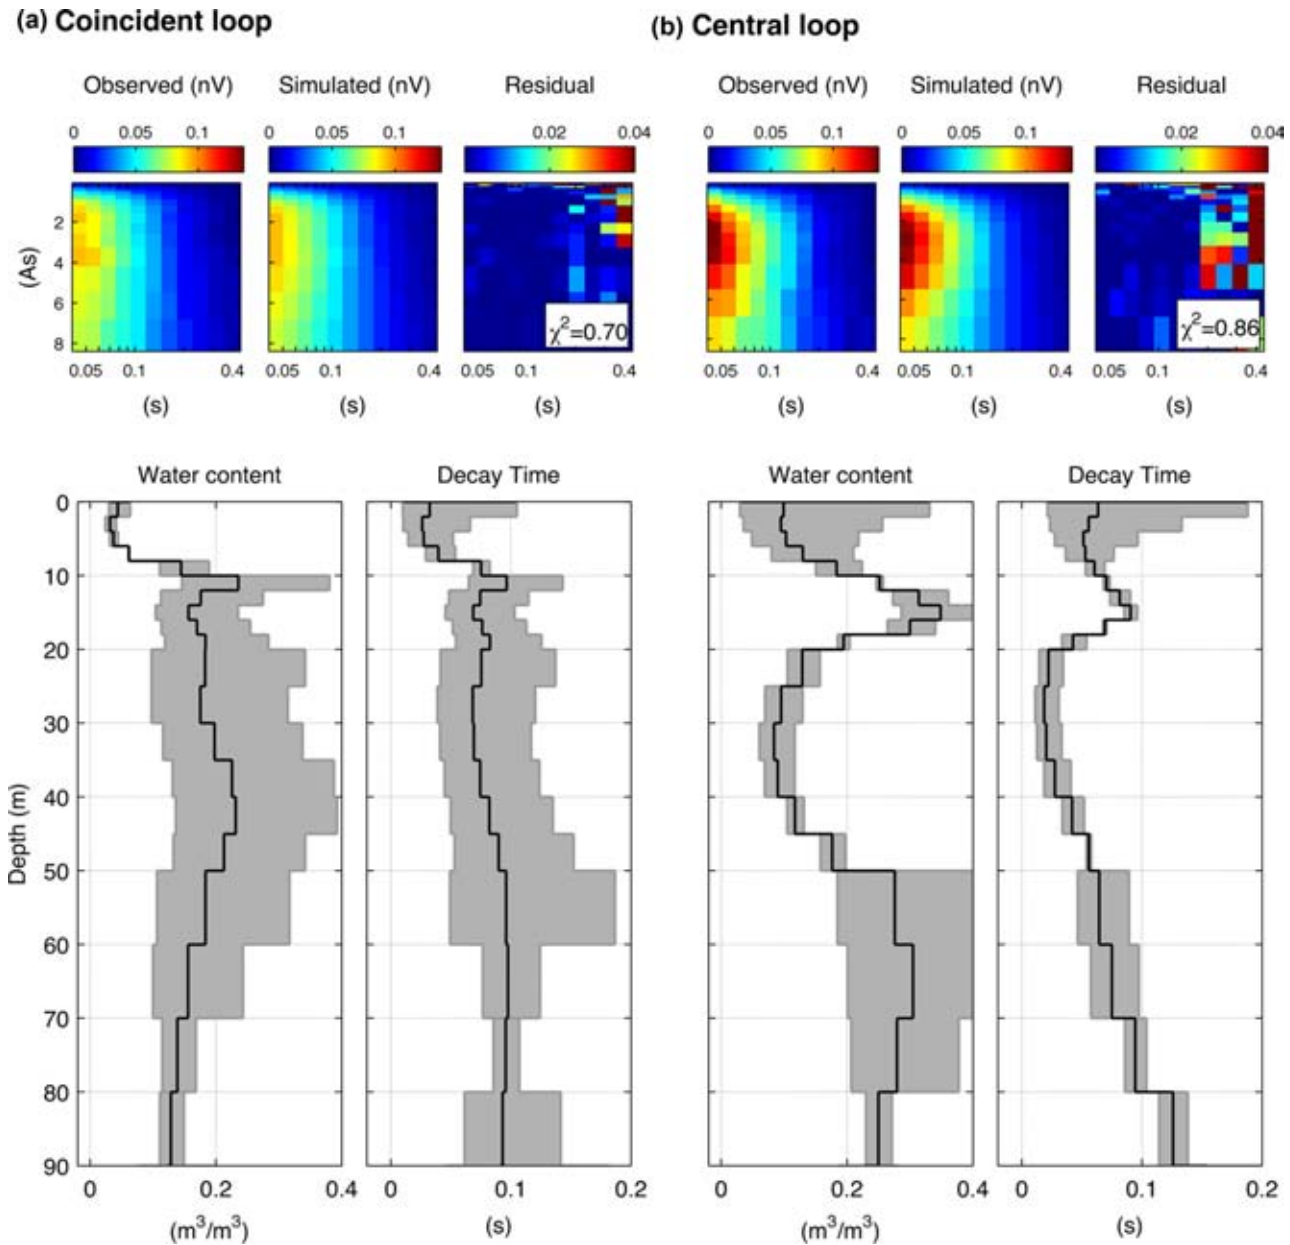 (a) Coincident loop
(b) Central loop
Observed (nV) Simulated (nV) Residual
Observed (nV) Simulated (nV) Residual
0 0.05 0.1 0 0.05 0.1 0.02 0.04
0 0.05 0.1 0 0.05 0.1 0.02 0.04
(As)
2
4
6
8
χ²=0.70
χ²=0.86
0.05 0.1 0.4 0.05 0.1 0.4 0.05 0.1 0.4
0.05 0.1 0.4 0.05 0.1 0.4 0.05 0.1 0.4
(s) (s) (s)
(s) (s) (s)
Water content Decay Time
Water content Decay Time
Depth (m)
0
10
20
30
40
50
60
70
80
90
0 0.2 0.4 0 0.1 0.2
0 0.2 0.4 0 0.1 0.2
(m³/m³) (s)
(m³/m³) (s)